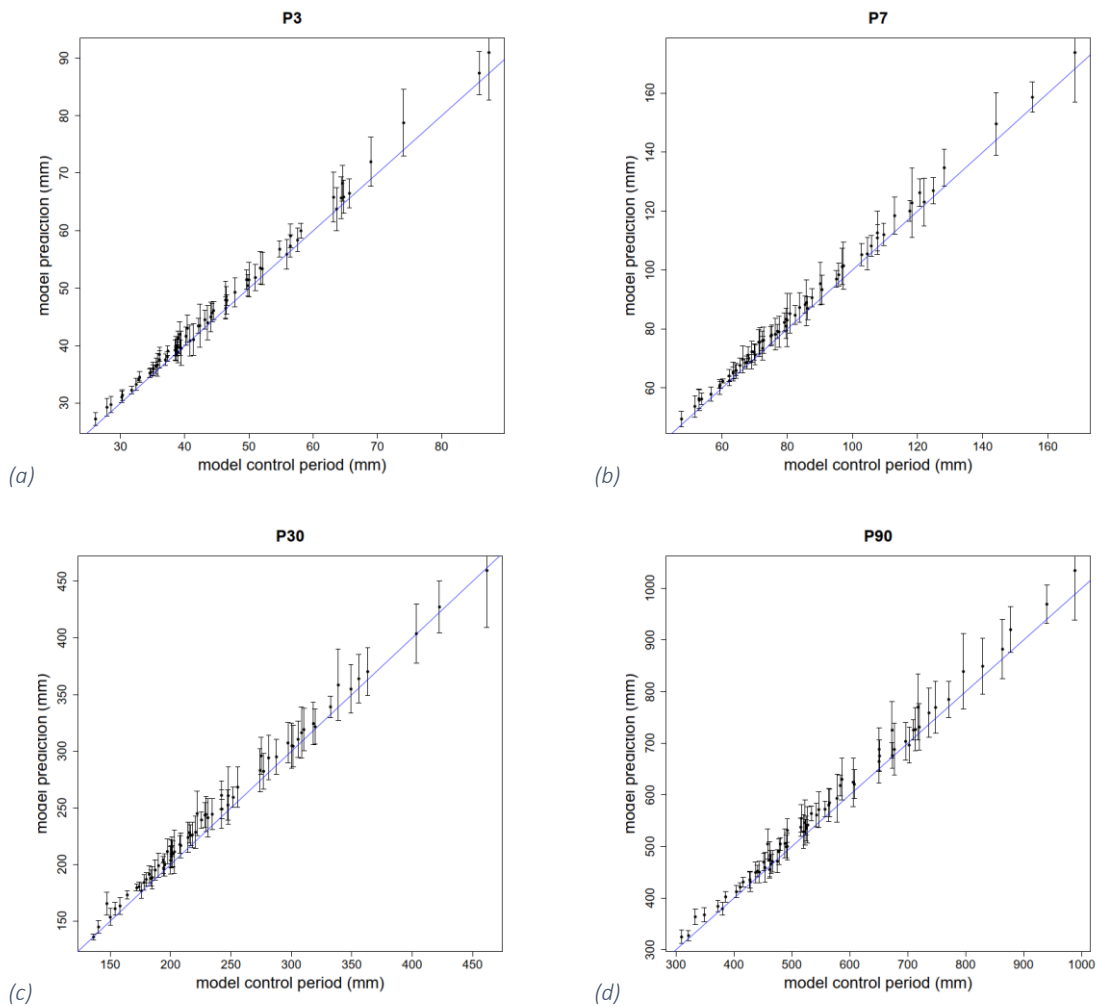 P3
model prediction (mm)
90
80
70
60
50
40
30
30 40 50 60 70 80
model control period (mm)
(a)
P7
model prediction (mm)
160
140
120
100
80
60
60 80 100 120 140 160
model control period (mm)
(b)
P30
model prediction (mm)
450
400
350
300
250
200
150
150 200 250 300 350 400 450
model control period (mm)
(c)
P90
model prediction (mm)
1000
900
800
700
600
500
400
300
300 400 500 600 700 800 900 1000
model control period (mm)
(d)